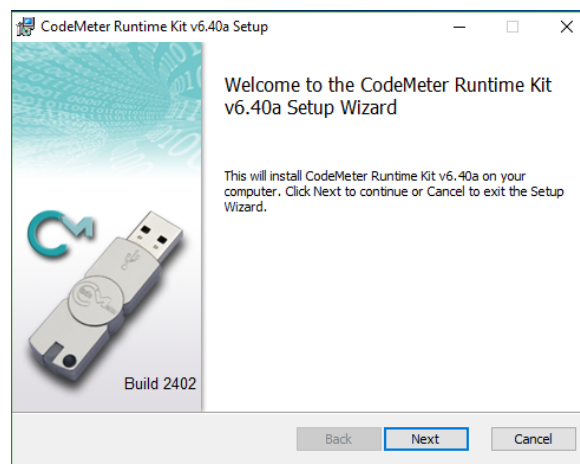 CodeMeter Runtime Kit v6.40a Setup
Welcome to the CodeMeter Runtime Kit
v6.40a Setup Wizard
This will install CodeMeter Runtime Kit v6.40a on your
computer. Click Next to continue or Cancel to exit the Setup
Wizard.
Build 2402
Back Next Cancel